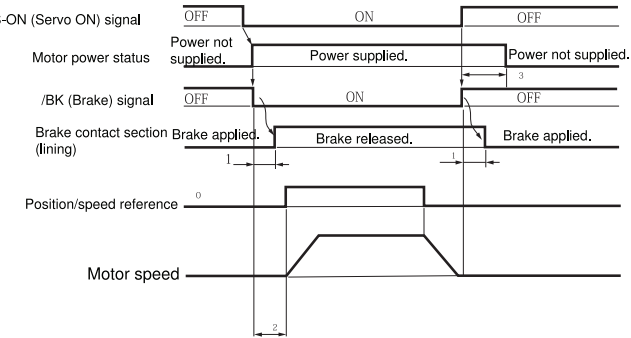 S-ON (Servo ON) signal
OFF
ON
OFF
Motor power status
Power not
supplied.
Power supplied.
Power not supplied.
3
/BK (Brake) signal
OFF
ON
OFF
Brake contact section
(lining)
Brake applied.
Brake released.
Brake applied.
1
1
Position/speed reference
0
Motor speed
2